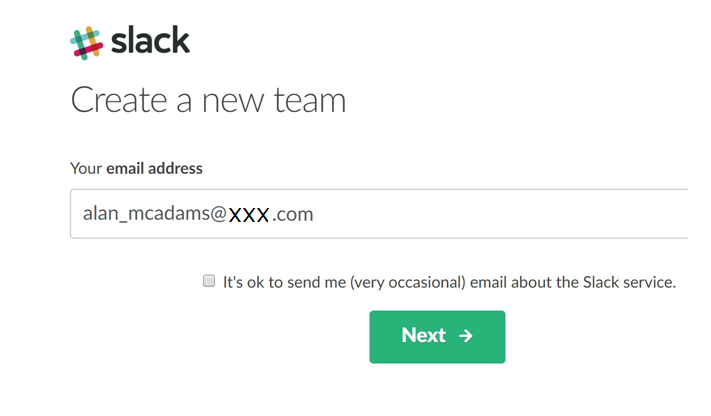 slack
Create a new team
Your email address
alan_mcadams@XXX.com
It's ok to send me (very occasional) email about the Slack service.
Next →